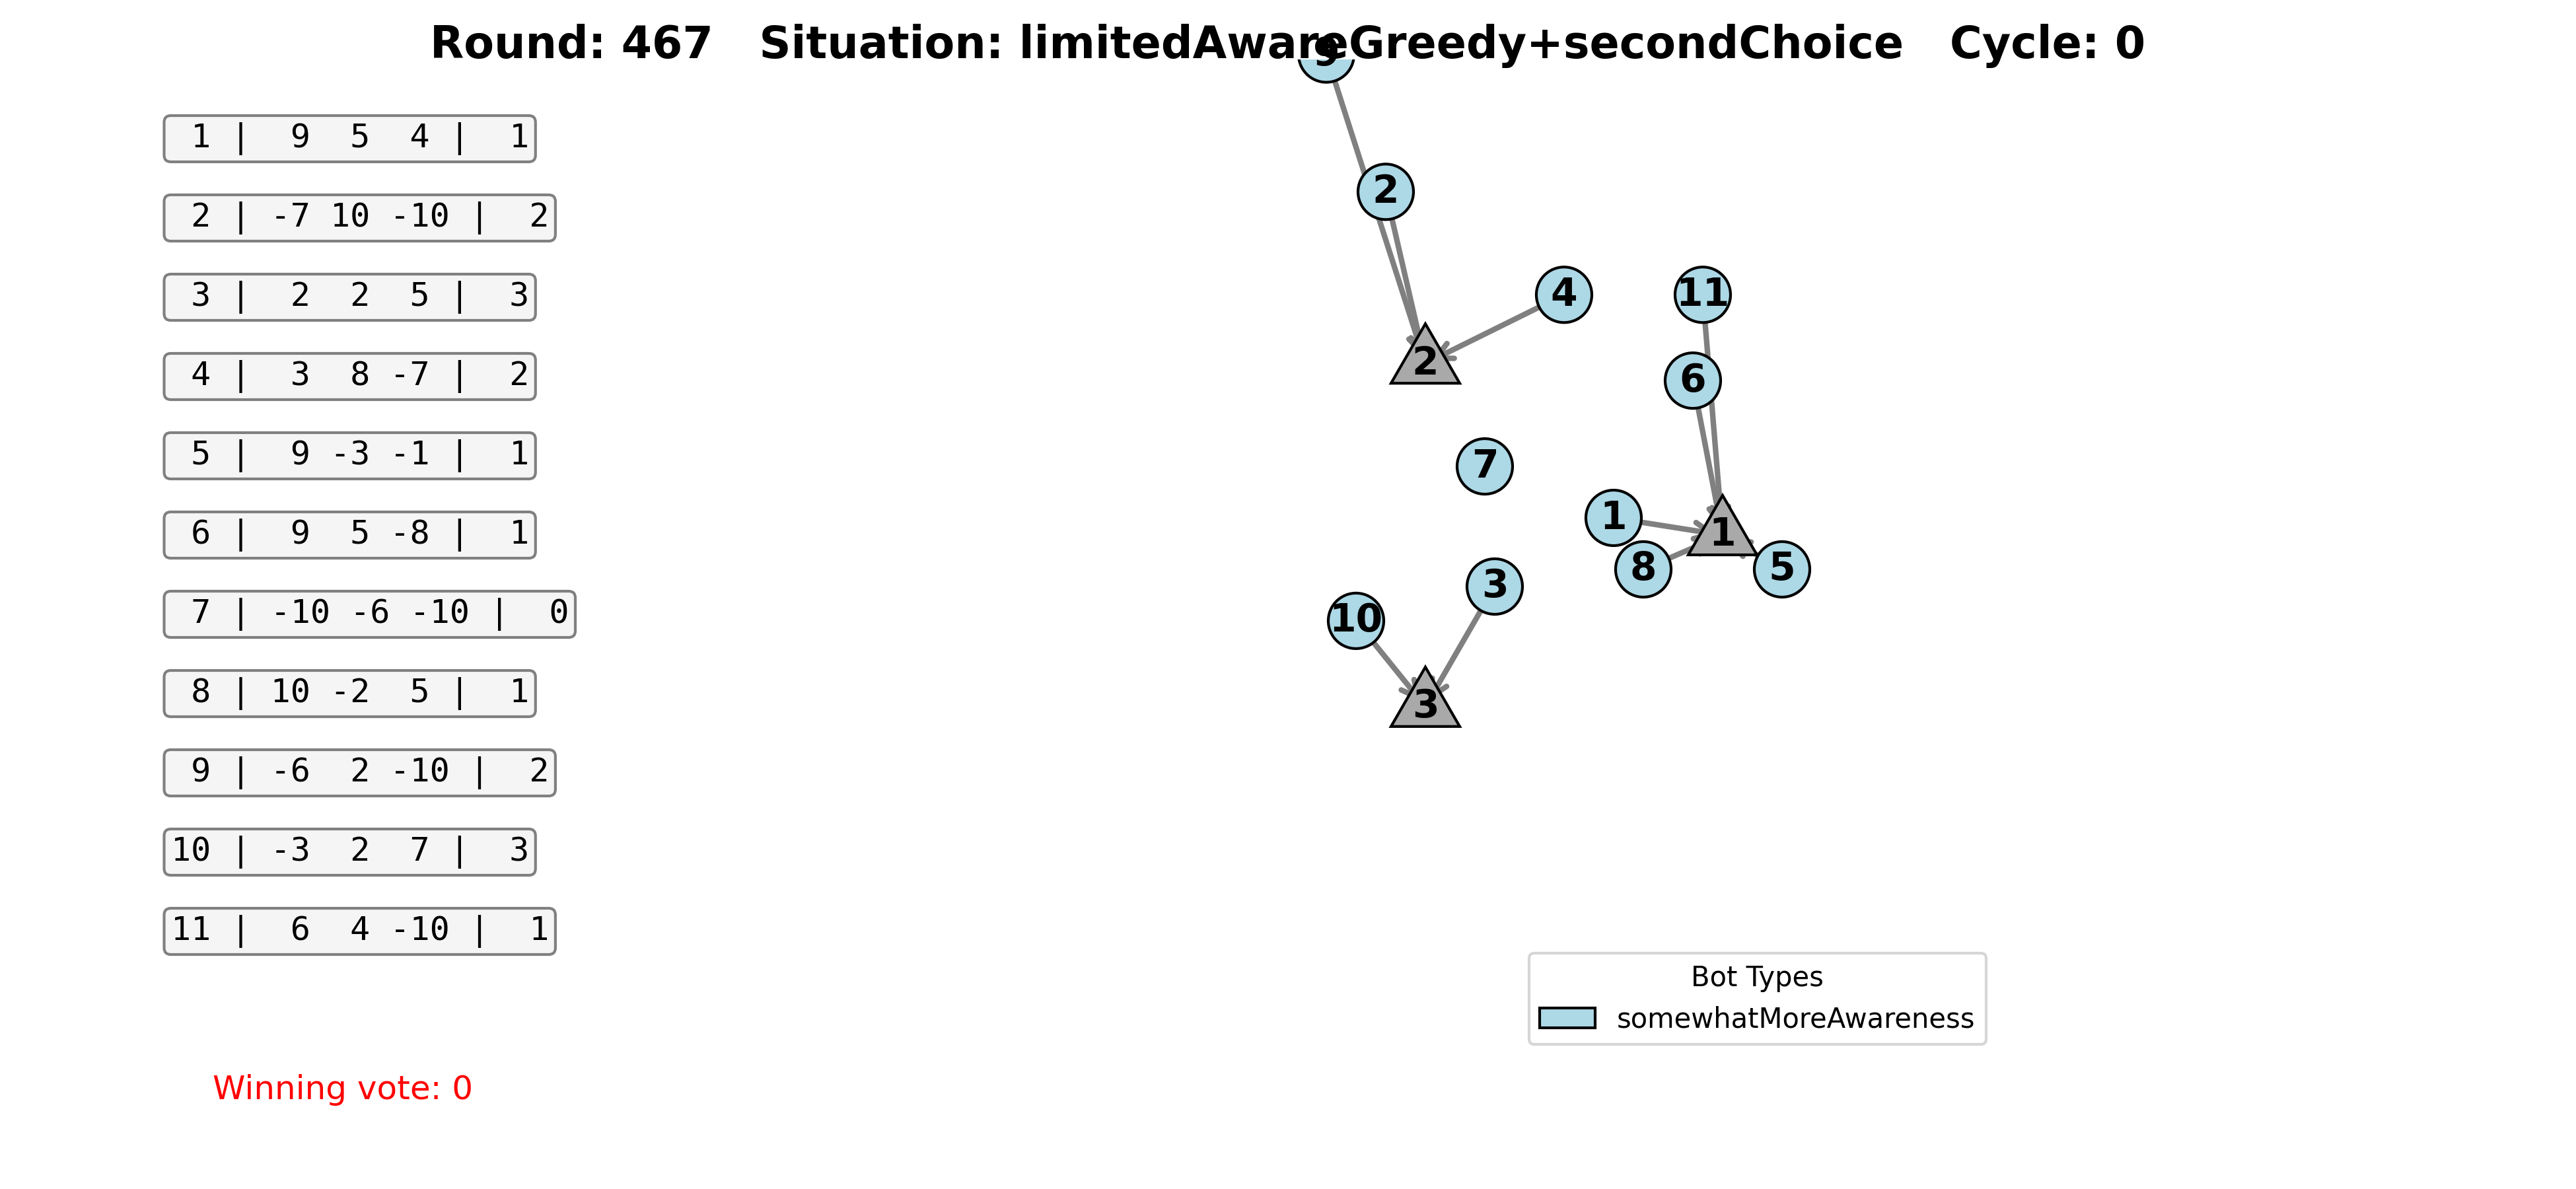 Round: 467   Situation: limitedAwareGreedy+secondChoice   Cycle: 0
1 |  9  5  4 |  1
2 | -7 10 -10 |  2
3 |  2  2  5 |  3
4 |  3  8 -7 |  2
5 |  9 -3 -1 |  1
6 |  9  5 -8 |  1
7 | -10 -6 -10 |  0
8 | 10 -2  5 |  1
9 | -6  2 -10 |  2
10 | -3  2  7 |  3
11 |  6  4 -10 |  1
Winning vote: 0
9
2
4
11
2
6
7
1
1
8
5
3
10
3
Bot Types
somewhatMoreAwareness